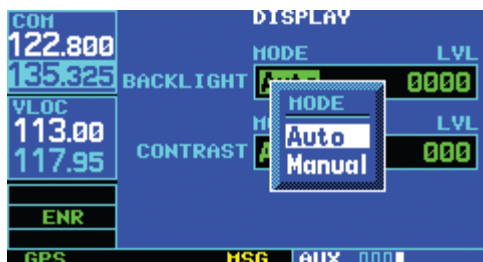 COM
122.800
135.325
VLOC
113.00
117.95
ENR
DISPLAY
MODE LVL
BACKLIGHT Auto 0000
LVL
CONTRAST 000
MODE
Auto
Manual
GPS MSG AUX